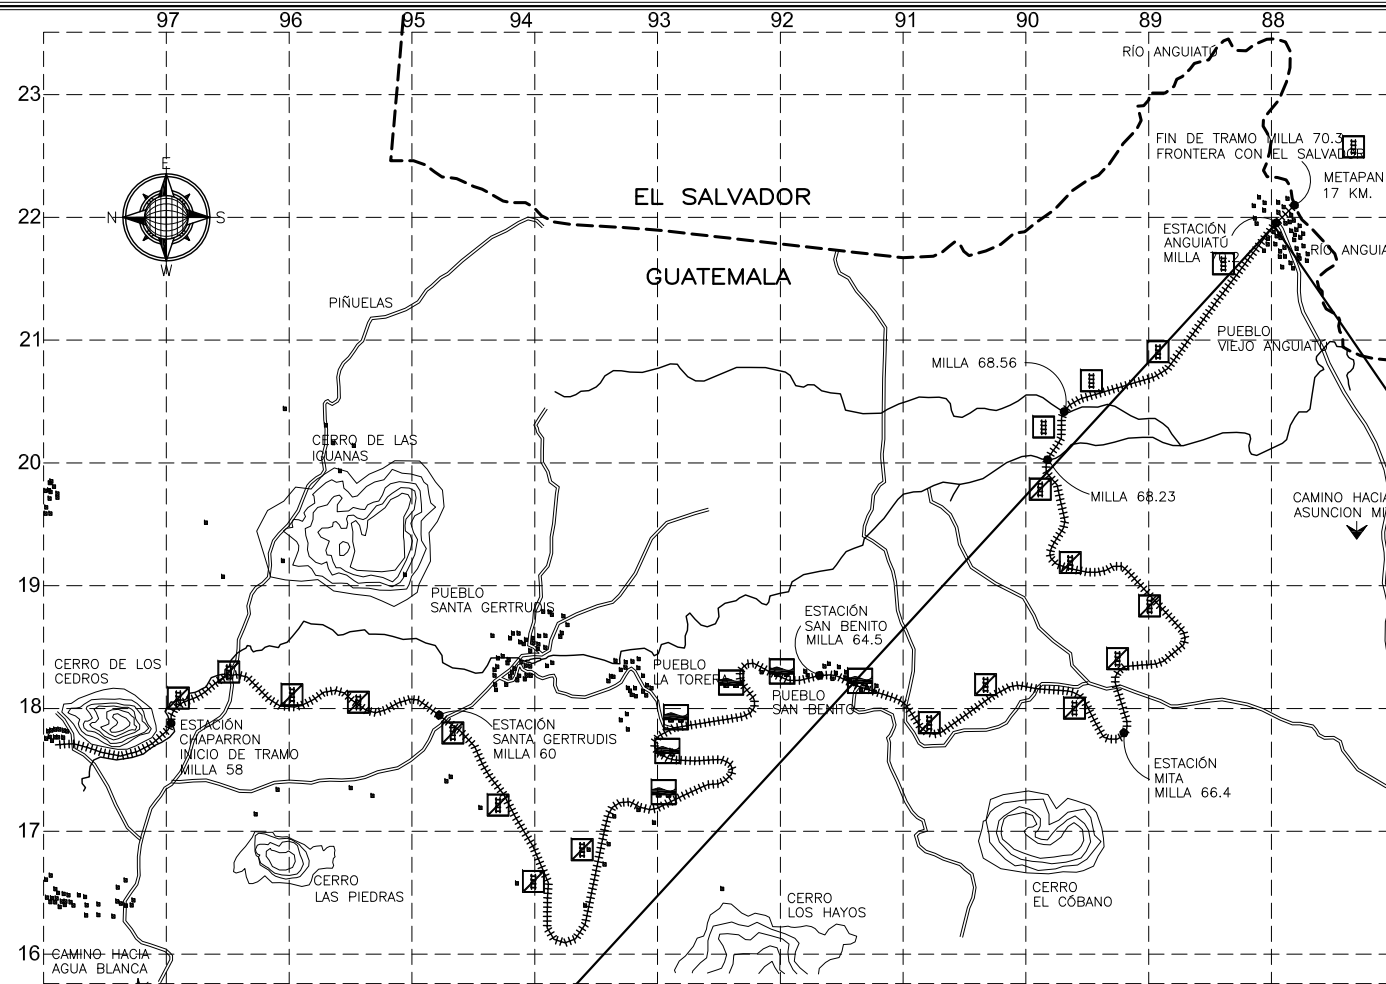 97 96 95 94 93 92 91 90 89 88
RÍO ANGUIATÚ
23
FIN DE TRAMO MILLA 70.3
FRONTERA CON EL SALVADOR
E
METAPAN
17 KM.
EL SALVADOR
22
N S
ESTACIÓN
ANGUIATÚ
MILLA
RÍO ANGUIA
W
GUATEMALA
PIÑUELAS
21
PUEBLO
VIEJO ANGUIATÚ
MILLA 68.56
CERRO DE LAS
IGUANAS
20
MILLA 68.23
CAMINO HACIA
ASUNCION MI
19
PUEBLO
SANTA GERTRUDIS
ESTACIÓN
SAN BENITO
MILLA 64.5
CERRO DE LOS
CEDROS
PUEBLO
LA TORERA
PUEBLO
SAN BENITO
18
ESTACIÓN
CHAPARRON
INICIO DE TRAMO
MILLA 58
ESTACIÓN
SANTA GERTRUDIS
MILLA 60
ESTACIÓN
MITA
MILLA 66.4
17
CERRO
LAS PIEDRAS
CERRO
LOS HAYOS
CERRO
EL CÓBANO
16
CAMINO HACIA
AGUA BLANCA